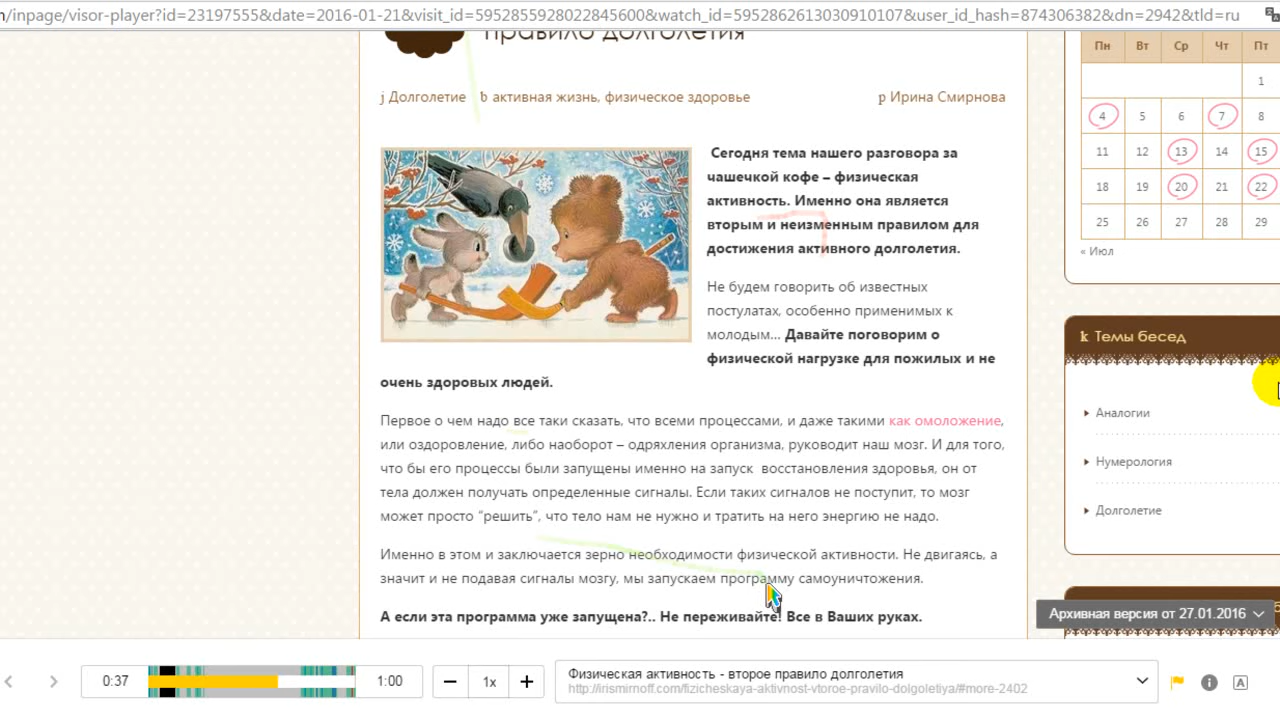 n/inpage/visor-player?id=23197555&date=2016-01-21&visit_id=5952855928022845600&watch_id=5952862613030910107&user_id_hash=874306382&dn=2942&tld=ru
правило долголетия
j Долголетие b активная жизнь, физическое здоровье p Ирина Смирнова
Сегодня тема нашего разговора за
чашечкой кофе – физическая
активность. Именно она является
вторым и неизменным правилом для
достижения активного долголетия.
Не будем говорить об известных
постулатах, особенно применимых к
молодым... Давайте поговорим о
физической нагрузке для пожилых и не
очень здоровых людей.
Первое о чем надо все таки сказать, что всеми процессами, и даже такими как омоложение,
или оздоровление, либо наоборот – одряхления организма, руководит наш мозг. И для того,
что бы его процессы были запущены именно на запуск восстановления здоровья, он от
тела должен получать определенные сигналы. Если таких сигналов не поступит, то мозг
может просто “решить”, что тело нам не нужно и тратить на него энергию не надо.
Именно в этом и заключается зерно необходимости физической активности. Не двигаясь, а
значит и не подавая сигналы мозгу, мы запускаем программу самоуничтожения.
А если эта программа уже запущена?.. Не переживайте! Все в Ваших руках.
Пн Вт Ср Чт Пт
1
4 5 6 7 8
11 12 13 14 15
18 19 20 21 22
25 26 27 28 29
« Июл
k Темы бесед
Аналогии
Нумерология
Долголетие
Архивная версия от 27.01.2016
0:37 1:00 1x
Физическая активность - второе правило долголетия
http://irismirnoff.com/fizicheskaya-aktivnost-vtoroe-pravilo-dolgoletiya/#more-2402
A